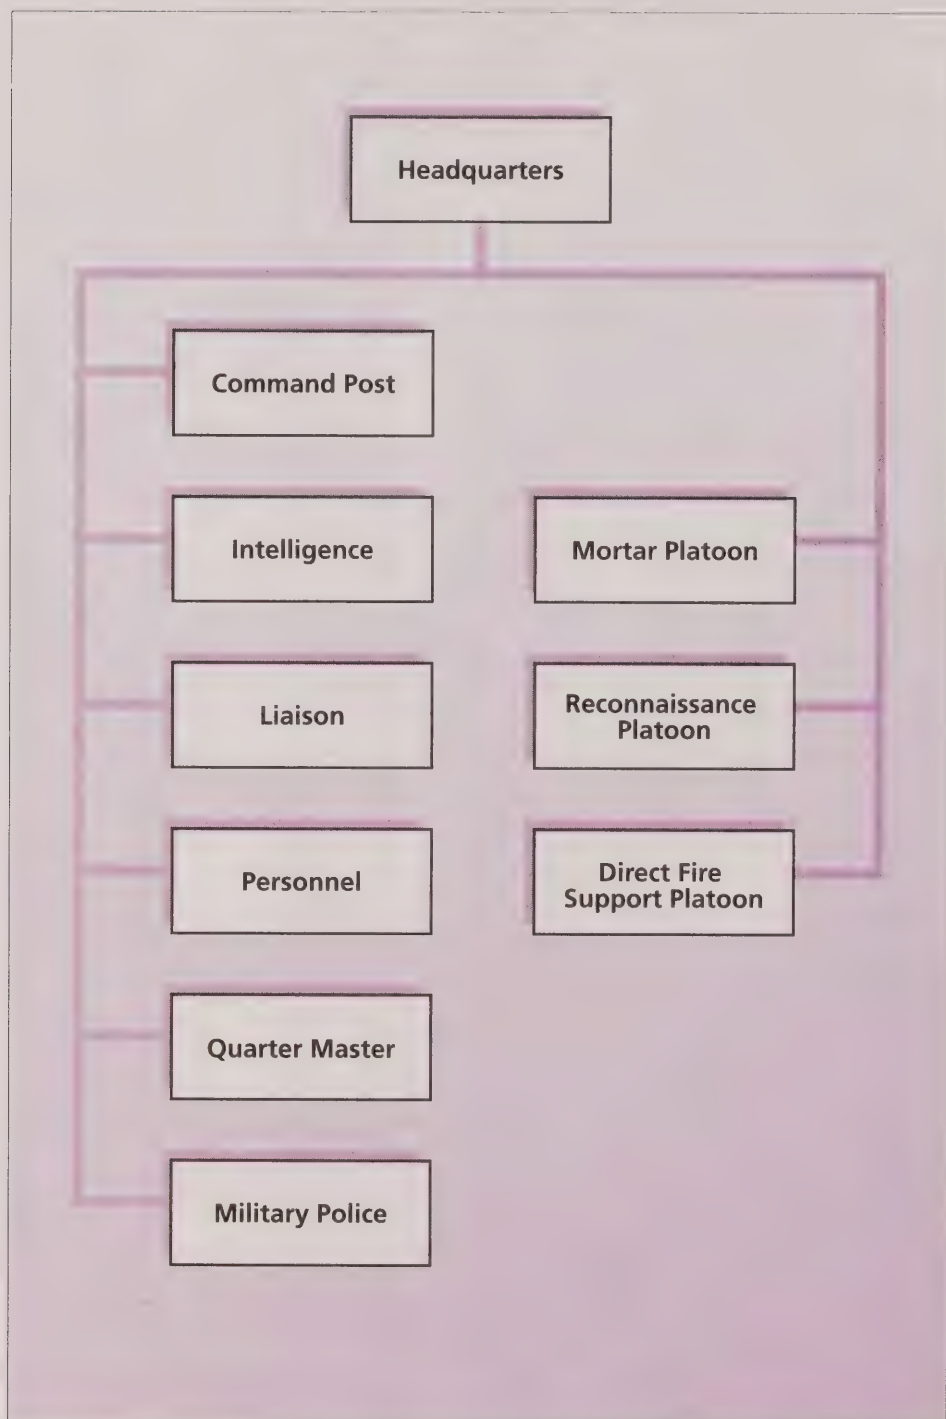 Headquarters
Command Post
Intelligence
Liaison
Personnel
Quarter Master
Military Police
Mortar Platoon
Reconnaissance
Platoon
Direct Fire
Support Platoon